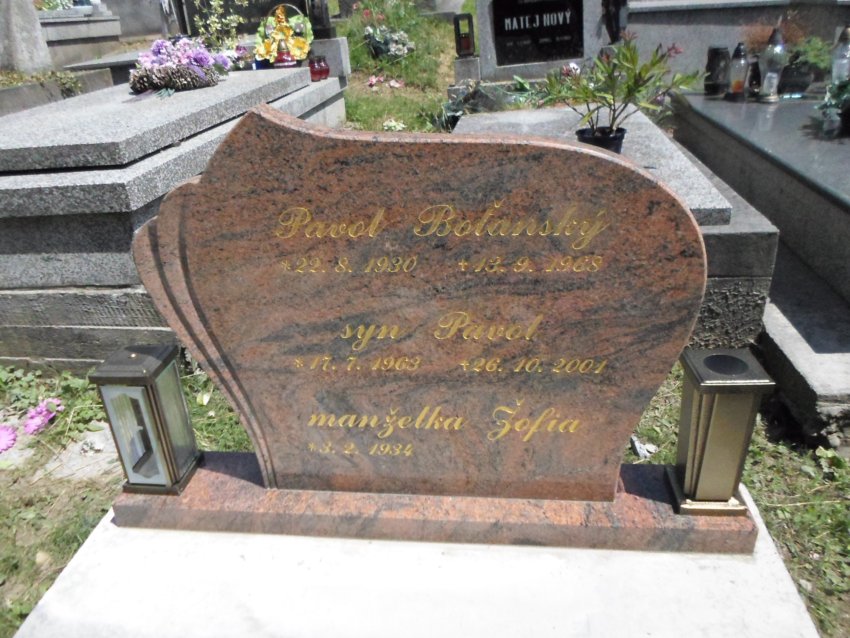 MATEJ NOVÝ
Pavol Boťanský
*22. 8. 1930 +13. 9. 1968
syn Pavol
*17. 7. 1963 +26. 10. 2001
manželka Žofia
*3. 2. 1934